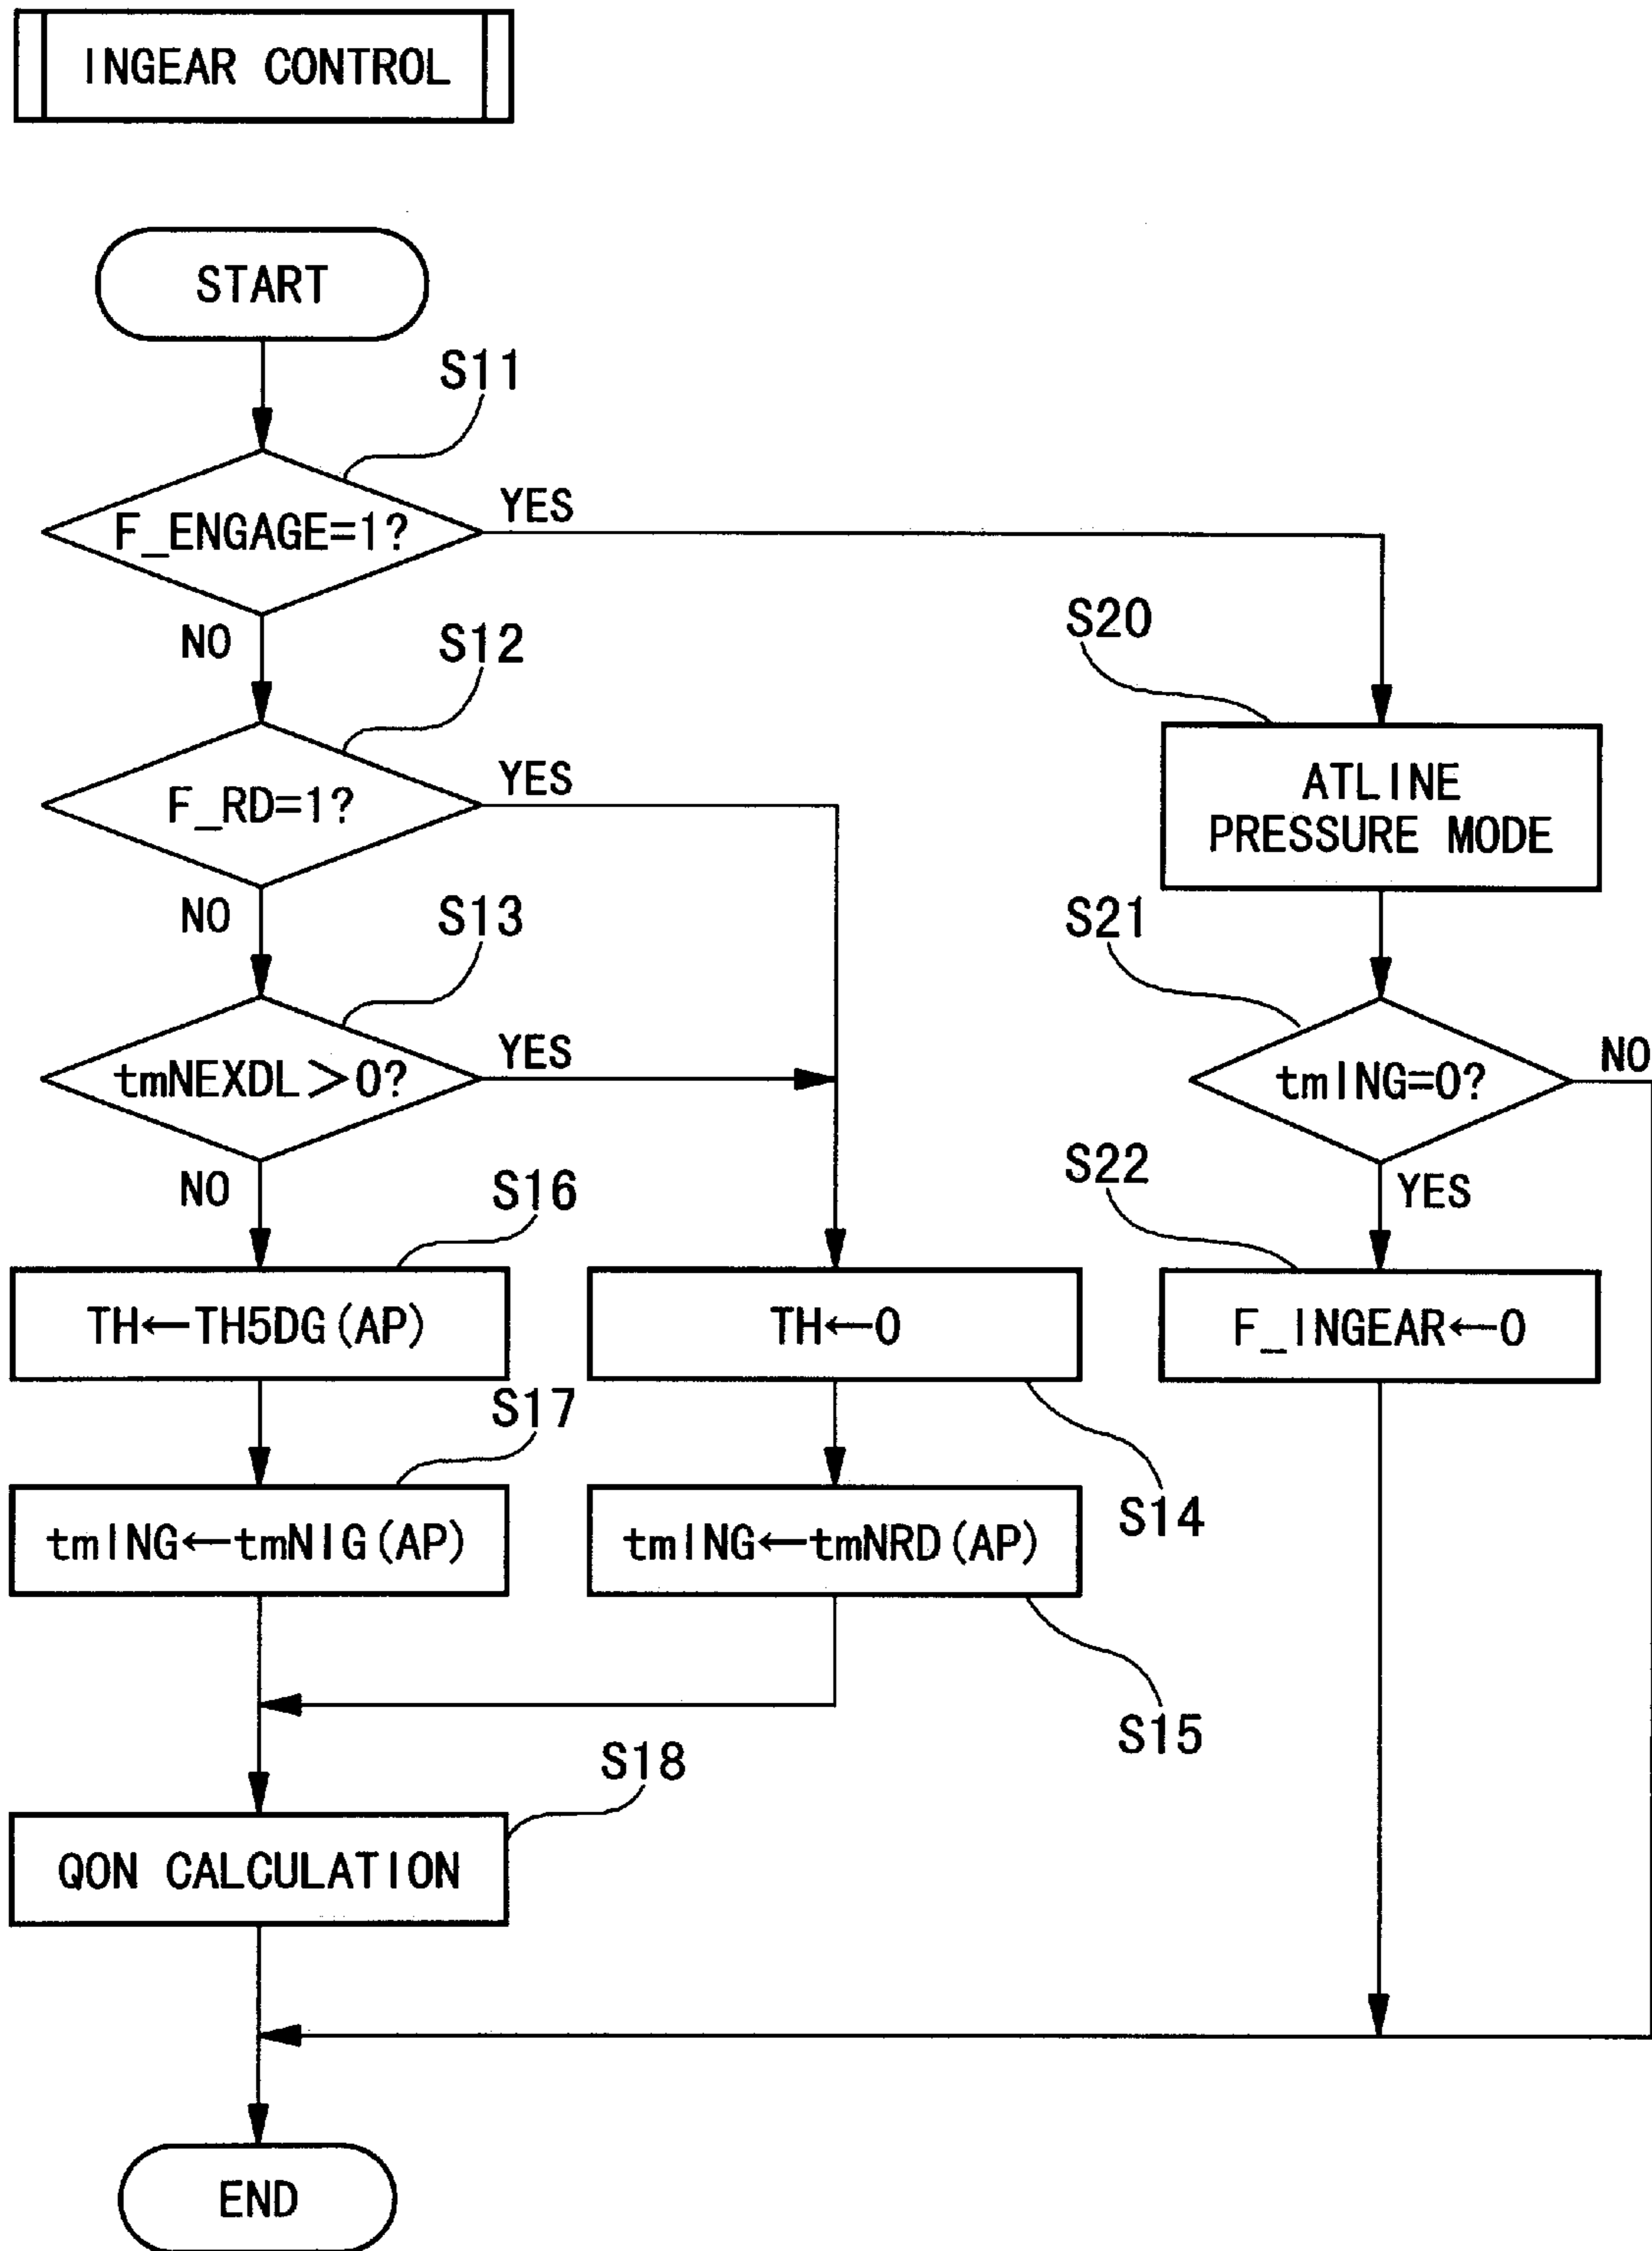 INGEAR CONTROL
START
S11
F_ENGAGE=1?
YES
NO
S12
F_RD=1?
YES
NO
S13
tmNEXDL>0?
YES
NO
S20
ATLINE
PRESSURE MODE
S21
tmING=0?
NO
YES
S22
F_INGEAR←0
S16
TH←TH5DG(AP)
S17
tmING←tmNIG(AP)
TH←0
S14
tmING←tmNRD(AP)
S15
S18
QON CALCULATION
END